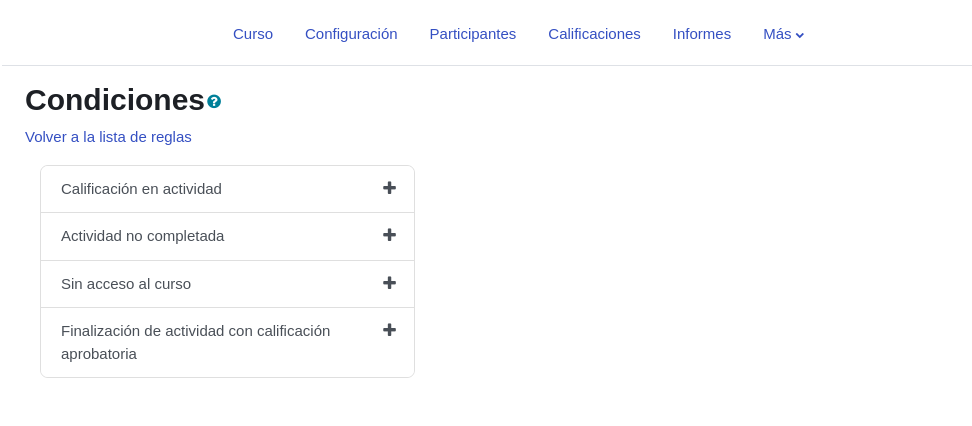 Curso Configuración Participantes Calificaciones Informes Más
Condiciones
Volver a la lista de reglas
Calificación en actividad
Actividad no completada
Sin acceso al curso
Finalización de actividad con calificación
aprobatoria